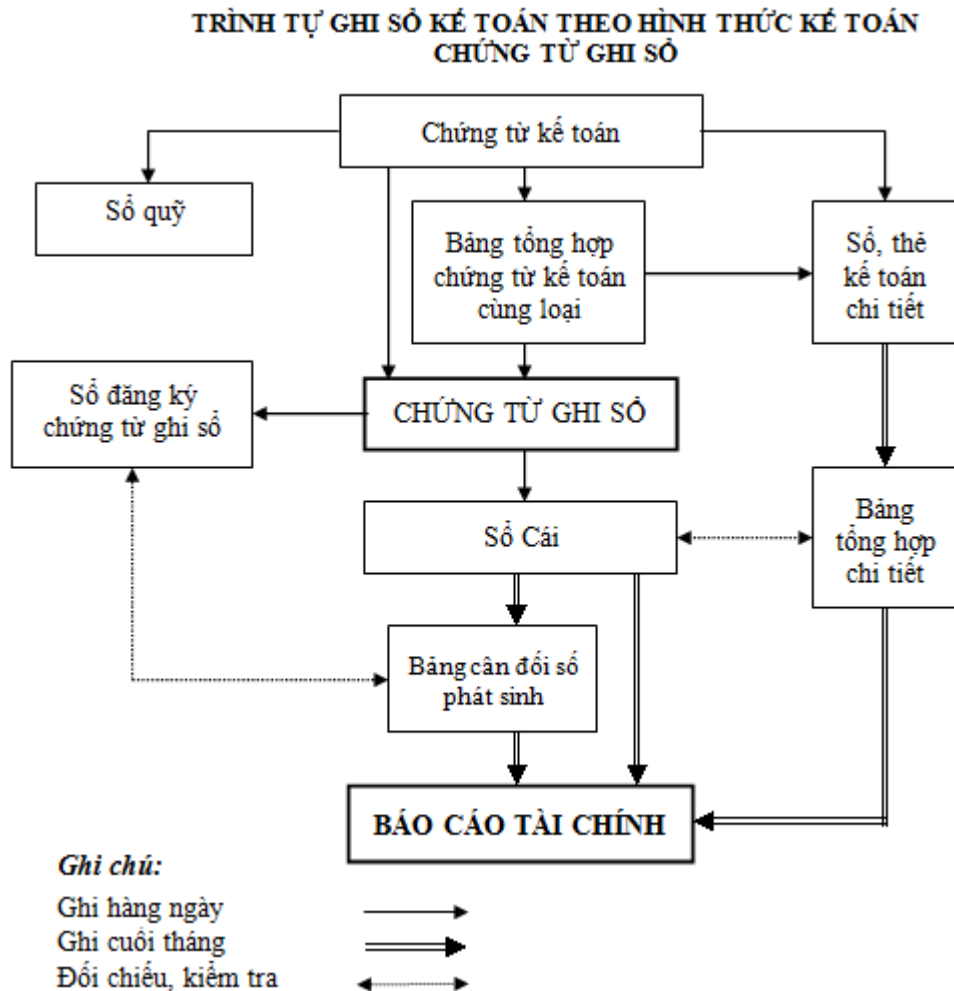 TRÌNH TỰ GHI SỔ KẾ TOÁN THEO HÌNH THỨC KẾ TOÁN
CHỨNG TỪ GHI SỔ
Chứng từ kế toán
Sổ quỹ
Bảng tổng hợp
chứng từ kế toán
cùng loại
Sổ, thẻ
kế toán
chi tiết
Sổ đăng ký
chứng từ ghi sổ
CHỨNG TỪ GHI SỔ
Sổ Cái
Bảng
tổng hợp
chi tiết
Bảng cân đối số
phát sinh
BÁO CÁO TÀI CHÍNH
Ghi chú:
Ghi hàng ngày
Ghi cuối tháng
Đối chiếu, kiểm tra